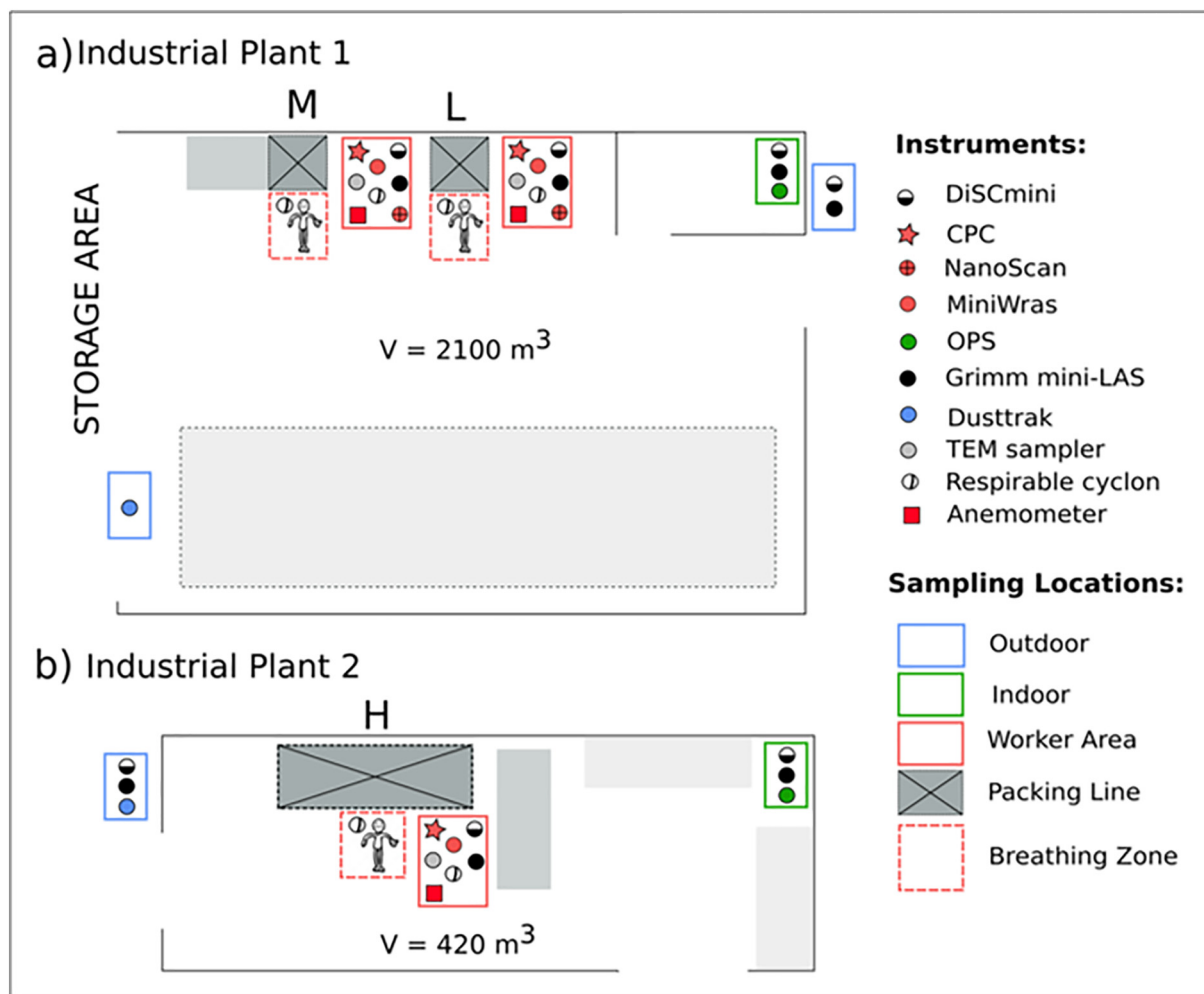 a) Industrial Plant 1
M
L
STORAGE AREA
V = 2100 m³
Instruments:
DiSCmini
CPC
NanoScan
MiniWras
OPS
Grimm mini-LAS
Dusttrak
TEM sampler
Respirable cyclon
Anemometer
Sampling Locations:
Outdoor
Indoor
Worker Area
Packing Line
Breathing Zone
b) Industrial Plant 2
H
V = 420 m³